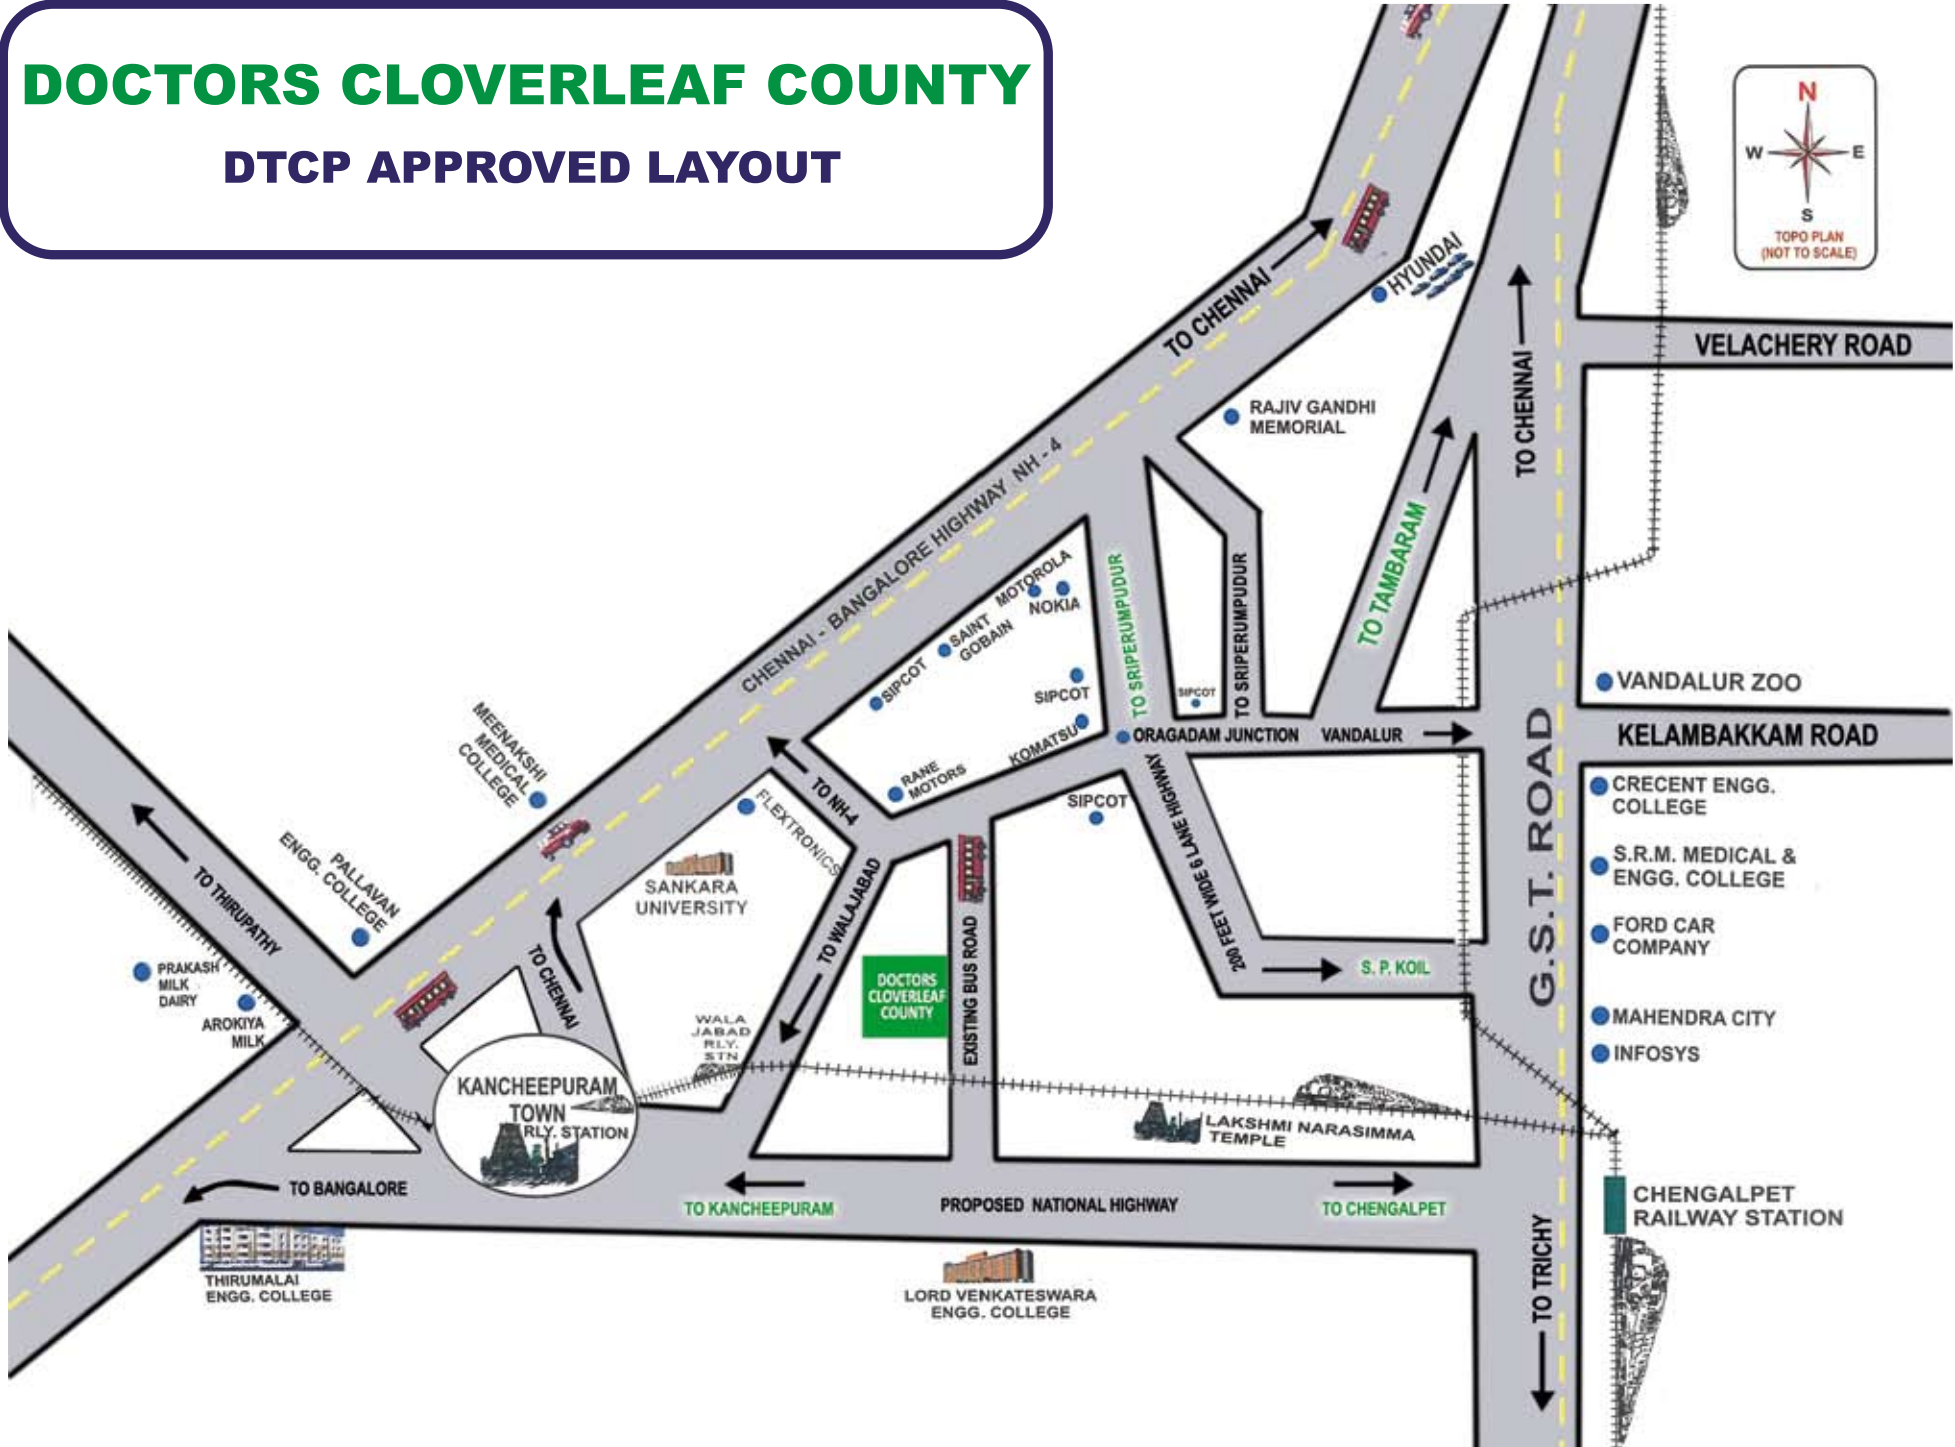 DOCTORS CLOVERLEAF COUNTY
DTCP APPROVED LAYOUT
N
W
E
S
TOPO PLAN
(NOT TO SCALE)
TO CHENNAI
HYUNDAI
VELACHERY ROAD
TO CHENNAI
RAJIV GANDHI
MEMORIAL
CHENNAI - BANGALORE HIGHWAY NH - 4
TO TAMBARAM
MOTOROLA
NOKIA
SAINT
GOBAIN
SIPCOT
SIPCOT
KOMATSU
RANE
MOTORS
TO SRIPERUMPUDUR
TO SRIPERUMPUDUR
SIPCOT
ORAGADAM JUNCTION
VANDALUR
VANDALUR ZOO
KELAMBAKKAM ROAD
G.S.T. ROAD
CRECENT ENGG.
COLLEGE
S.R.M. MEDICAL &
ENGG. COLLEGE
FORD CAR
COMPANY
MAHENDRA CITY
INFOSYS
MEENAKSHI
MEDICAL
COLLEGE
PALLAVAN
ENGG. COLLEGE
TO THIRUPATHY
PRAKASH
MILK
DAIRY
AROKIYA
MILK
TO NH-4
FLEXTRONICS
SANKARA
UNIVERSITY
TO WALAJABAD
SIPCOT
200 FEET WIDE 6 LANE HIGHWAY
S. P. KOIL
TO CHENNAI
DOCTORS
CLOVERLEAF
COUNTY
EXISTING BUS ROAD
WALA
JABAD
RLY.
STN
KANCHEEPURAM
TOWN
RLY. STATION
LAKSHMI NARASIMMA
TEMPLE
TO BANGALORE
TO KANCHEEPURAM
PROPOSED NATIONAL HIGHWAY
TO CHENGALPET
CHENGALPET
RAILWAY STATION
TO TRICHY
THIRUMALAI
ENGG. COLLEGE
LORD VENKATESWARA
ENGG. COLLEGE